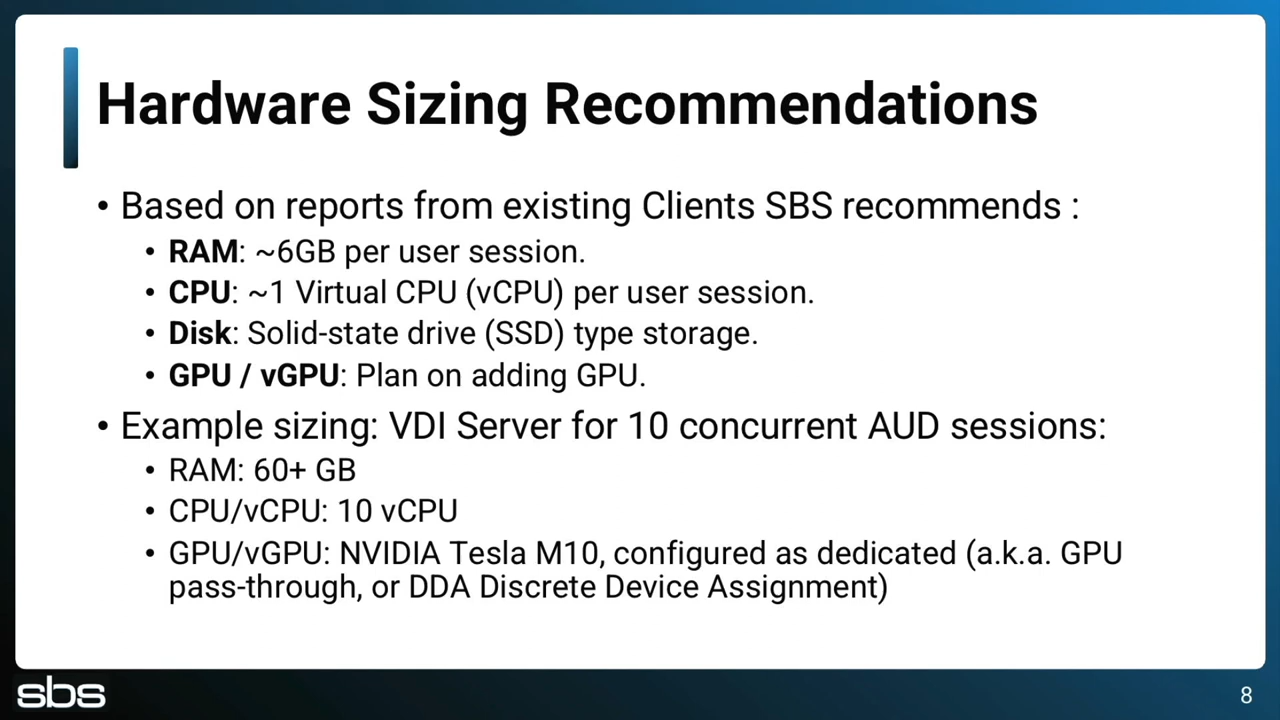 Hardware Sizing Recommendations
• Based on reports from existing Clients SBS recommends :
• RAM: ~6GB per user session.
• CPU: ~1 Virtual CPU (vCPU) per user session.
• Disk: Solid-state drive (SSD) type storage.
• GPU / vGPU: Plan on adding GPU.
• Example sizing: VDI Server for 10 concurrent AUD sessions:
• RAM: 60+ GB
• CPU/vCPU: 10 vCPU
• GPU/vGPU: NVIDIA Tesla M10, configured as dedicated (a.k.a. GPU
pass-through, or DDA Discrete Device Assignment)
sbs
8